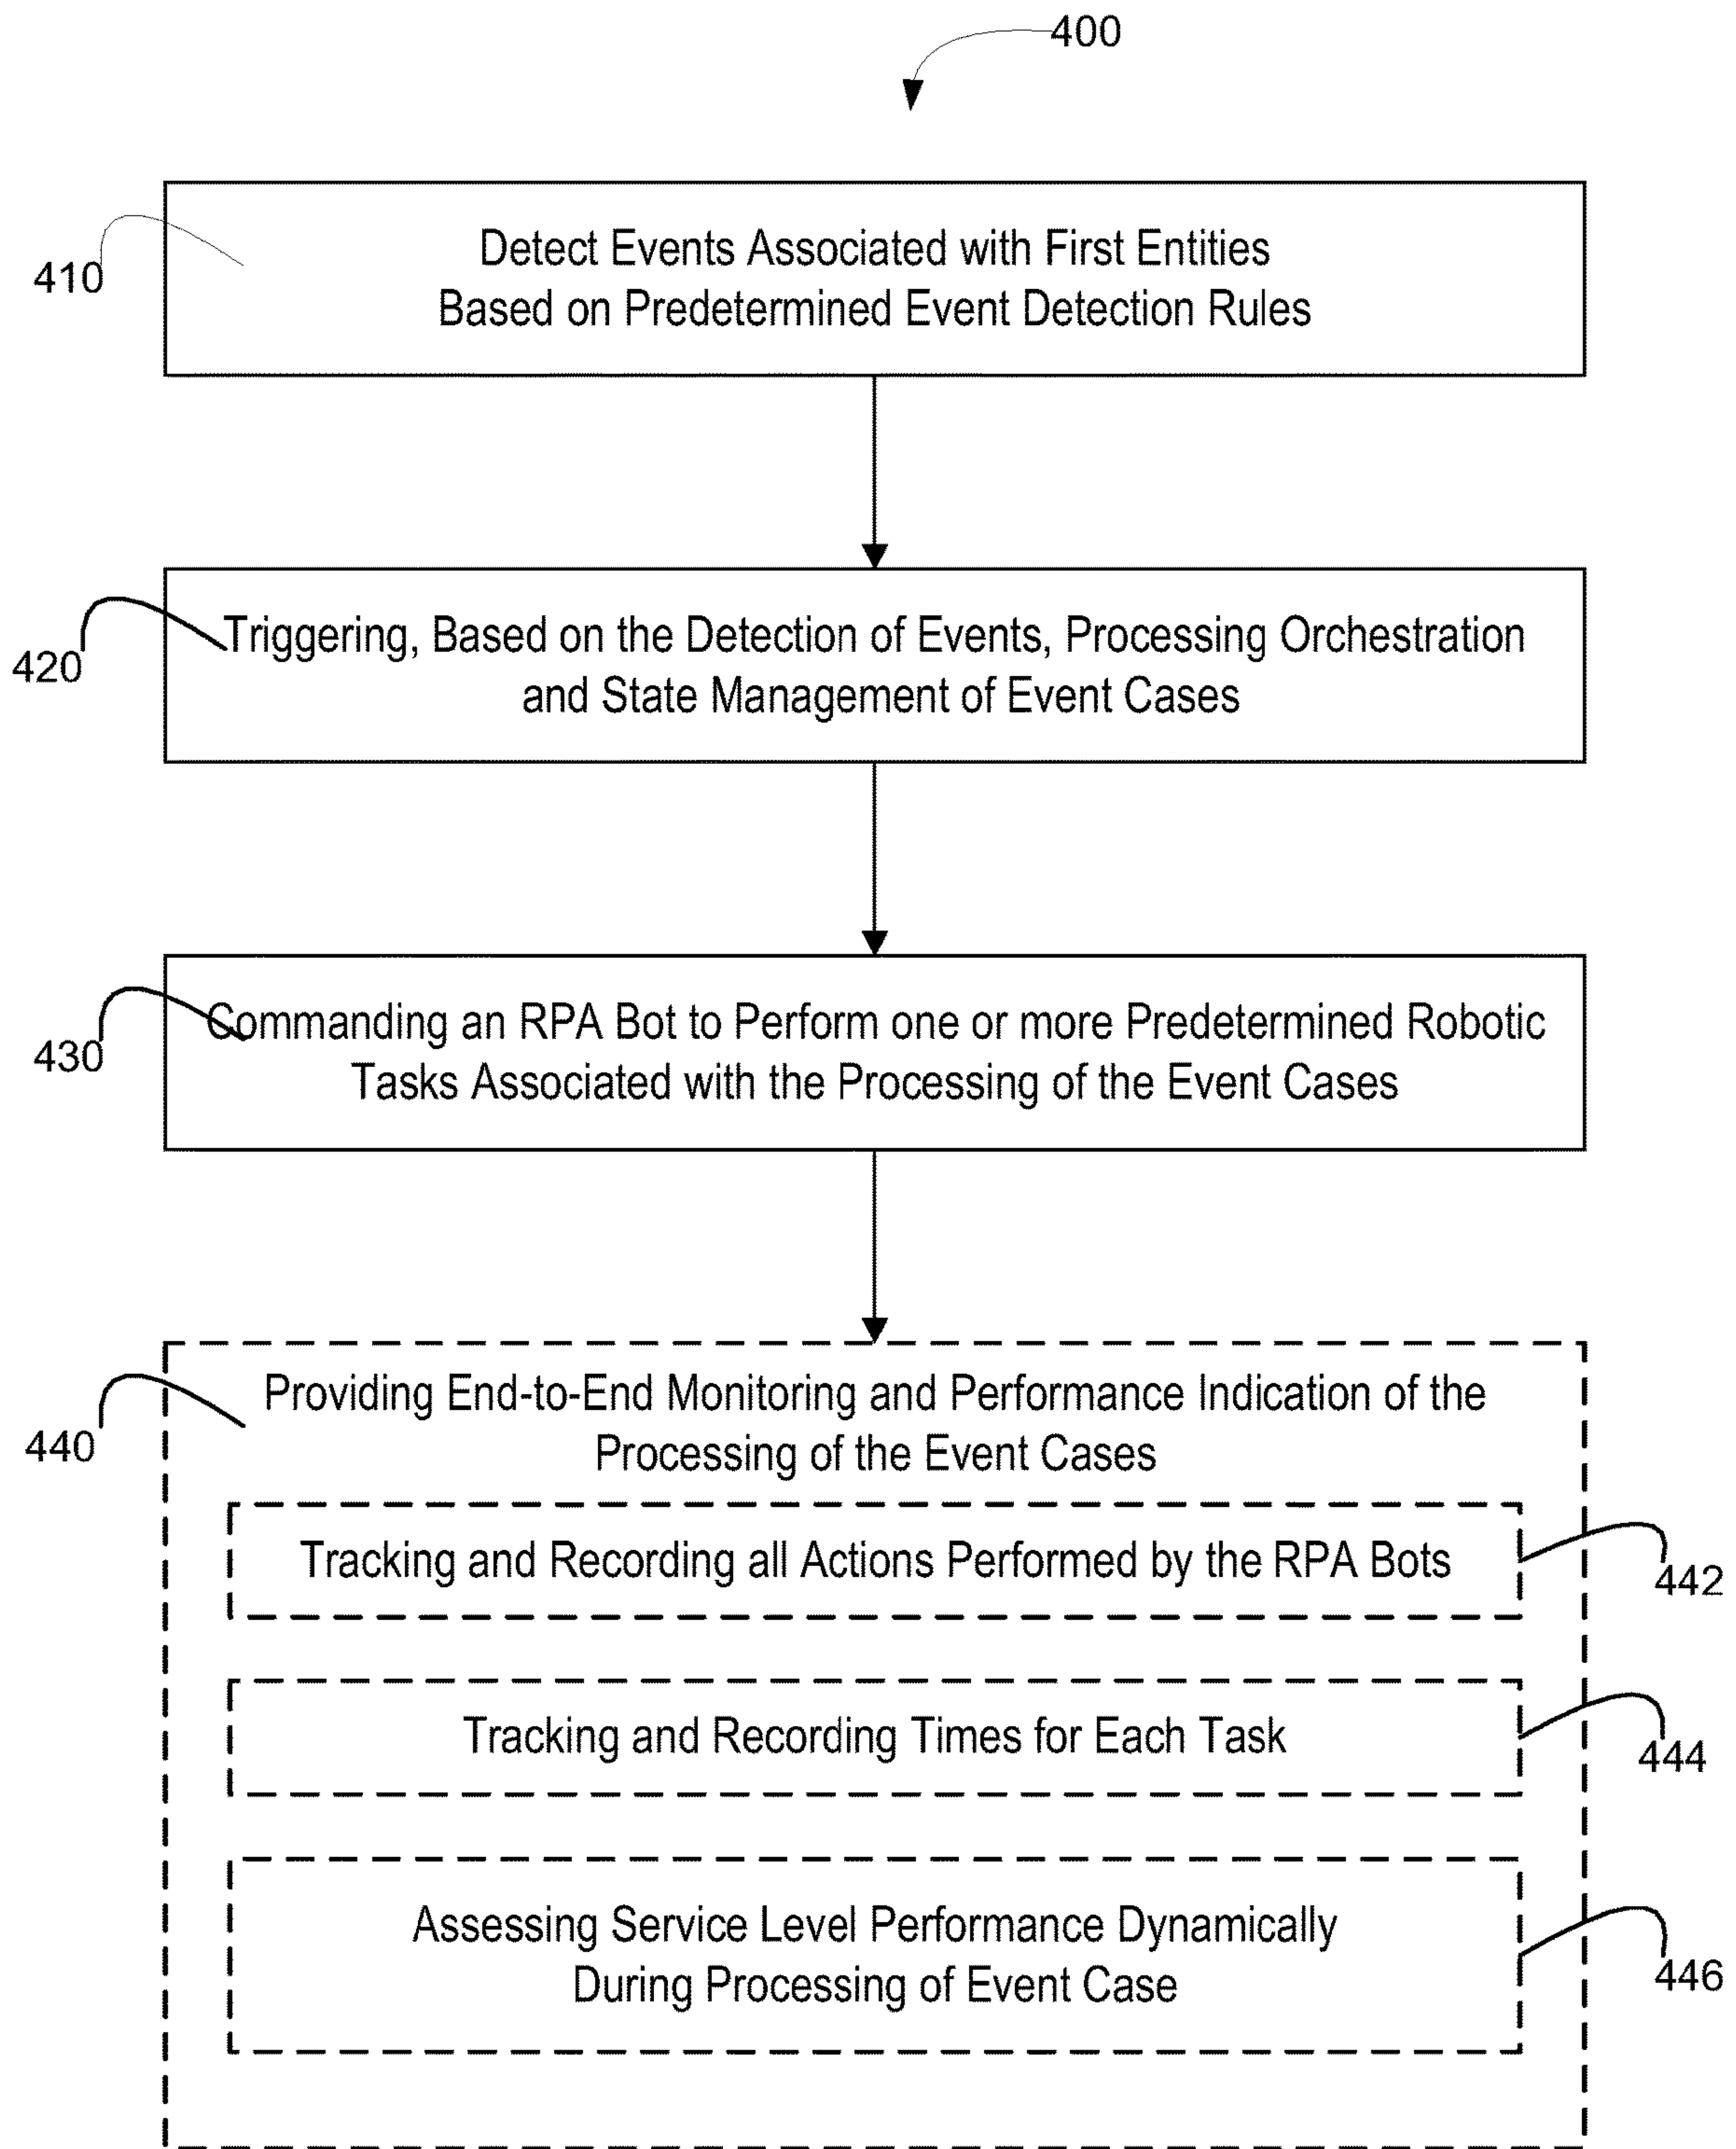 400
410
Detect Events Associated with First Entities
Based on Predetermined Event Detection Rules
420
Triggering, Based on the Detection of Events, Processing Orchestration
and State Management of Event Cases
430
Commanding an RPA Bot to Perform one or more Predetermined Robotic
Tasks Associated with the Processing of the Event Cases
440
Providing End-to-End Monitoring and Performance Indication of the
Processing of the Event Cases
Tracking and Recording all Actions Performed by the RPA Bots
442
Tracking and Recording Times for Each Task
444
Assessing Service Level Performance Dynamically
During Processing of Event Case
446